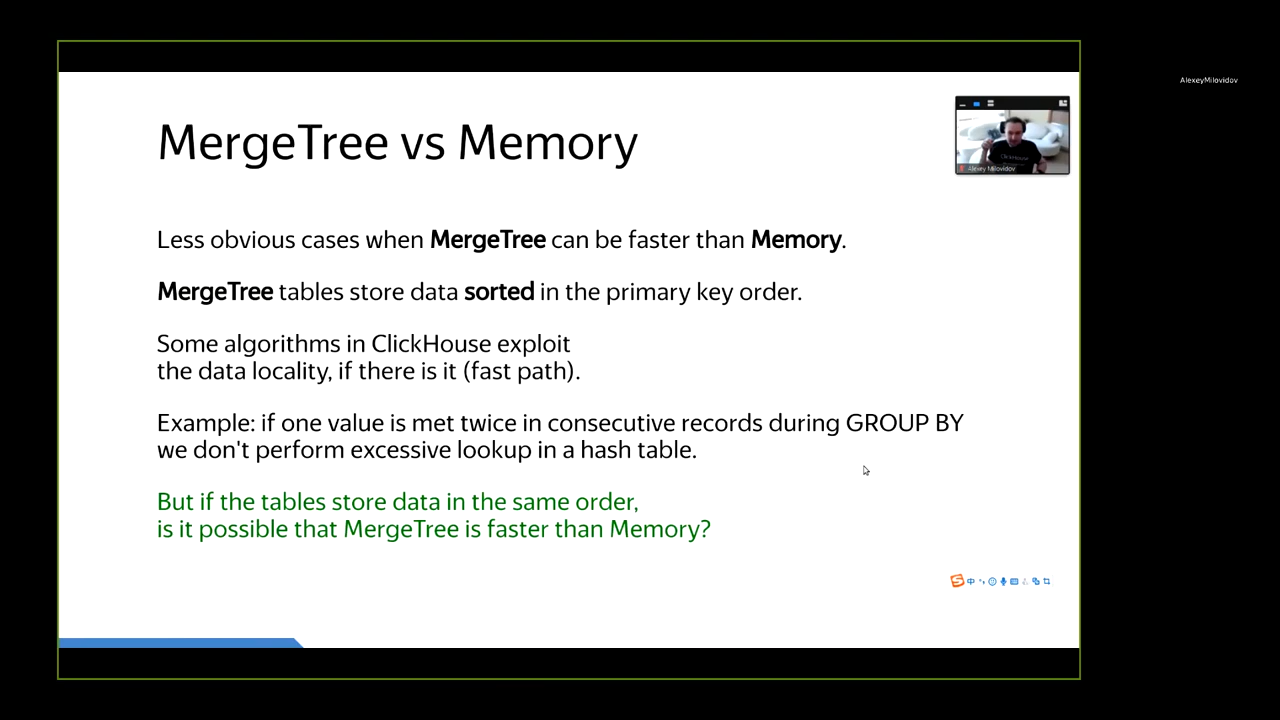 AlexeyMilovidov
MergeTree vs Memory
ClickHouse
Alexey Milovidov
Less obvious cases when MergeTree can be faster than Memory.
MergeTree tables store data sorted in the primary key order.
Some algorithms in ClickHouse exploit
the data locality, if there is it (fast path).
Example: if one value is met twice in consecutive records during GROUP BY
we don't perform excessive lookup in a hash table.
But if the tables store data in the same order,
is it possible that MergeTree is faster than Memory?
S 中